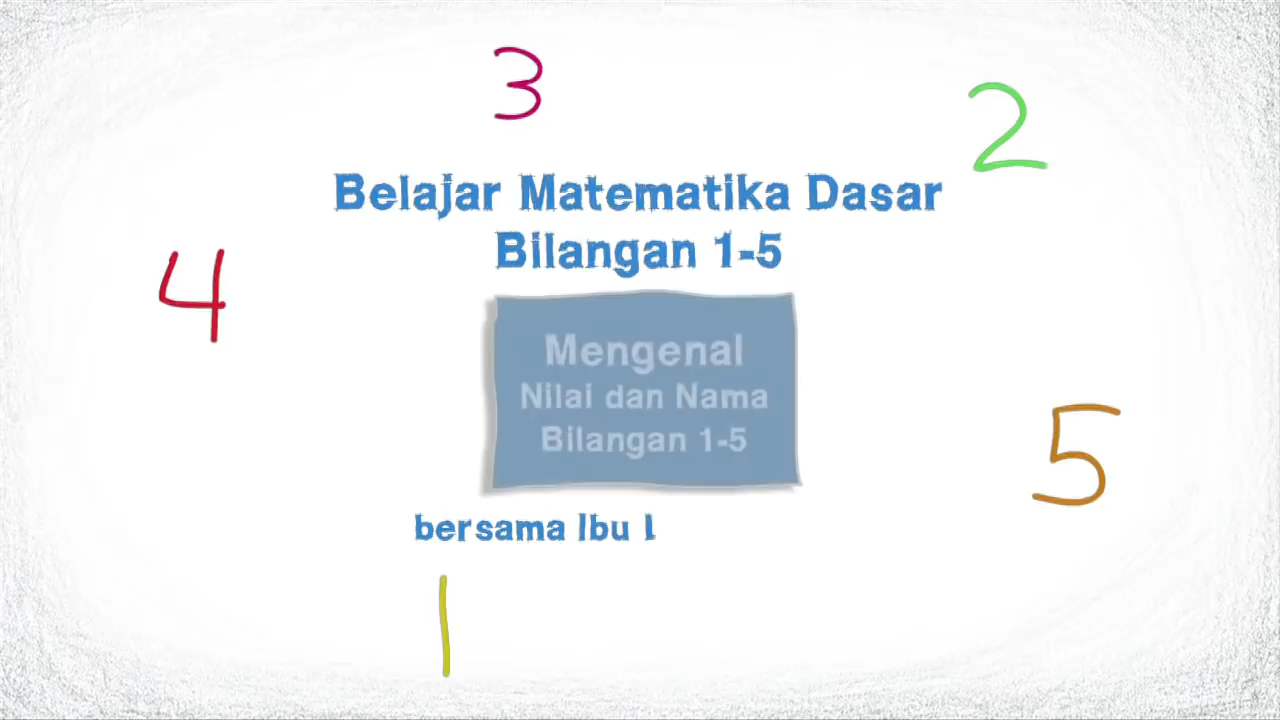 3
2
Belajar Matematika Dasar
Bilangan 1-5
4
Mengenal
Nilai dan Nama
Bilangan 1-5
5
bersama Ibu
1